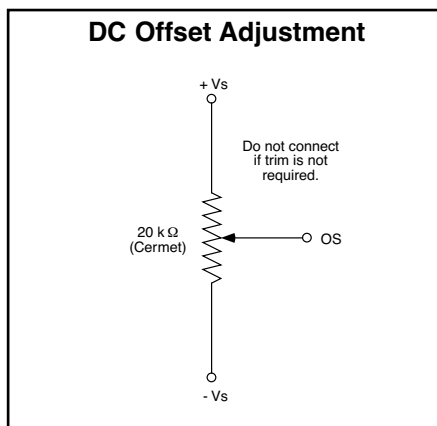 DC Offset Adjustment
+ Vs
Do not connect
if trim is not
required.
20 k Ω
(Cermet)
OS
- Vs